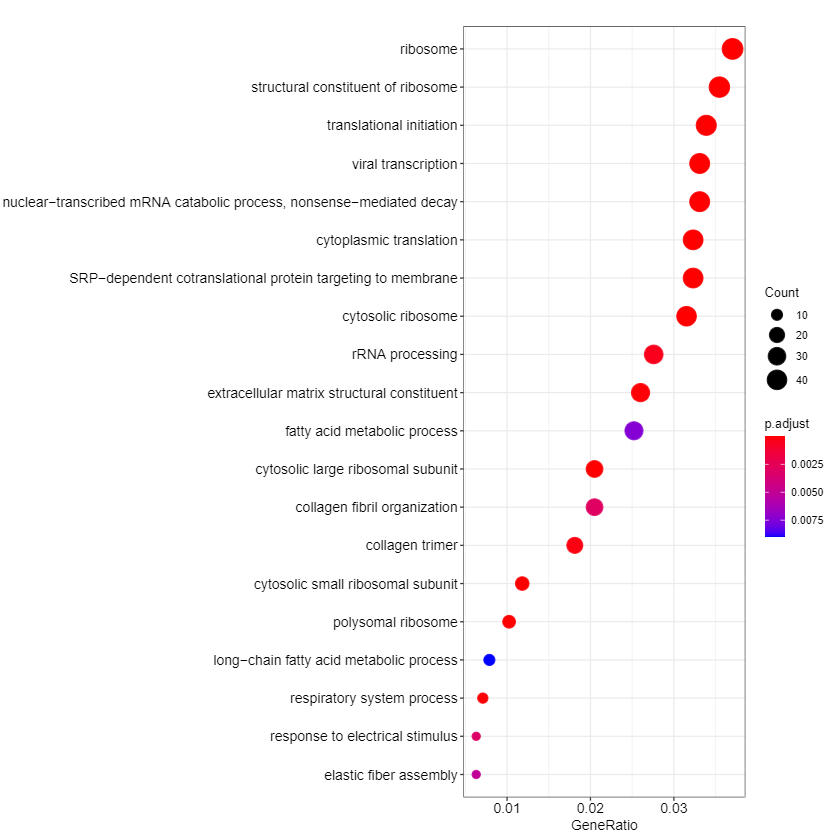 ribosome
structural constituent of ribosome
translational initiation
viral transcription
nuclear−transcribed mRNA catabolic process, nonsense−mediated decay
cytoplasmic translation
SRP−dependent cotranslational protein targeting to membrane
cytosolic ribosome
rRNA processing
extracellular matrix structural constituent
fatty acid metabolic process
cytosolic large ribosomal subunit
collagen fibril organization
collagen trimer
cytosolic small ribosomal subunit
polysomal ribosome
long−chain fatty acid metabolic process
respiratory system process
response to electrical stimulus
elastic fiber assembly
0.01 0.02 0.03
GeneRatio
Count
10
20
30
40
p.adjust
0.0025
0.0050
0.0075